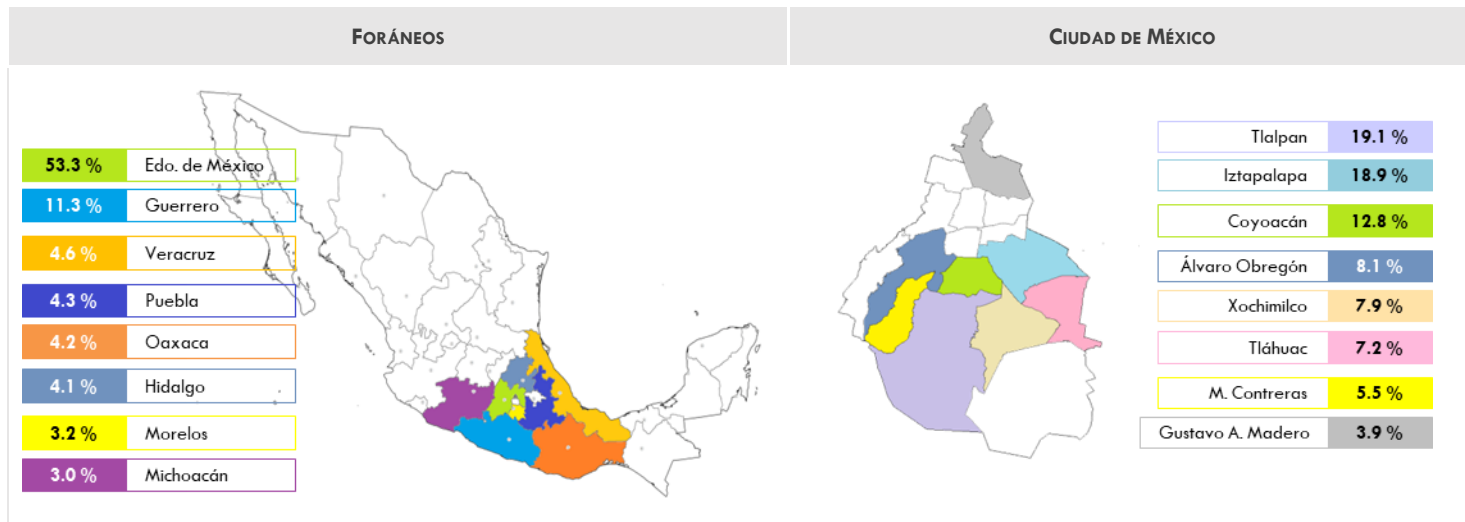 FORÁNEOS
53.3 % Edo. de México
11.3 % Guerrero
4.6 % Veracruz
4.3 % Puebla
4.2 % Oaxaca
4.1 % Hidalgo
3.2 % Morelos
3.0 % Michoacán
CIUDAD DE MÉXICO
Tlalpan 19.1 %
Iztapalapa 18.9 %
Coyoacán 12.8 %
Álvaro Obregón 8.1 %
Xochimilco 7.9 %
Tláhuac 7.2 %
M. Contreras 5.5 %
Gustavo A. Madero 3.9 %